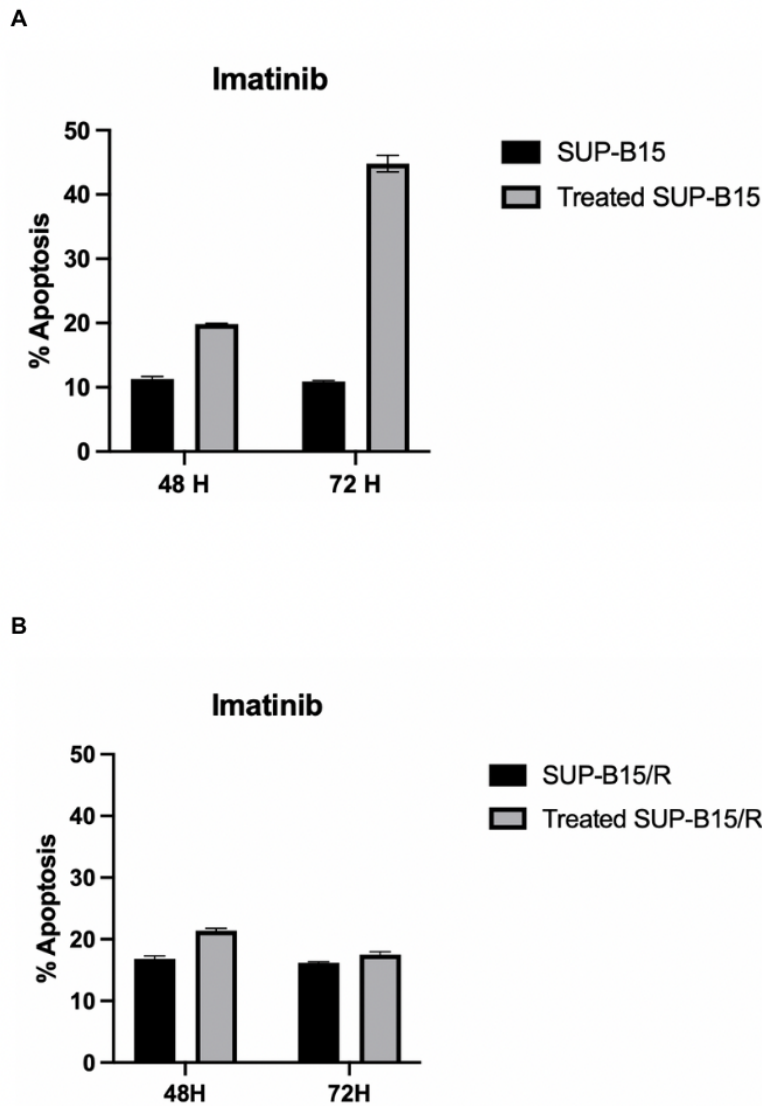 A
Imatinib
50
40
30
20
10
0
% Apoptosis
48 H
72 H
SUP-B15
Treated SUP-B15
B
Imatinib
50
40
30
20
10
0
% Apoptosis
48H
72H
SUP-B15/R
Treated SUP-B15/R